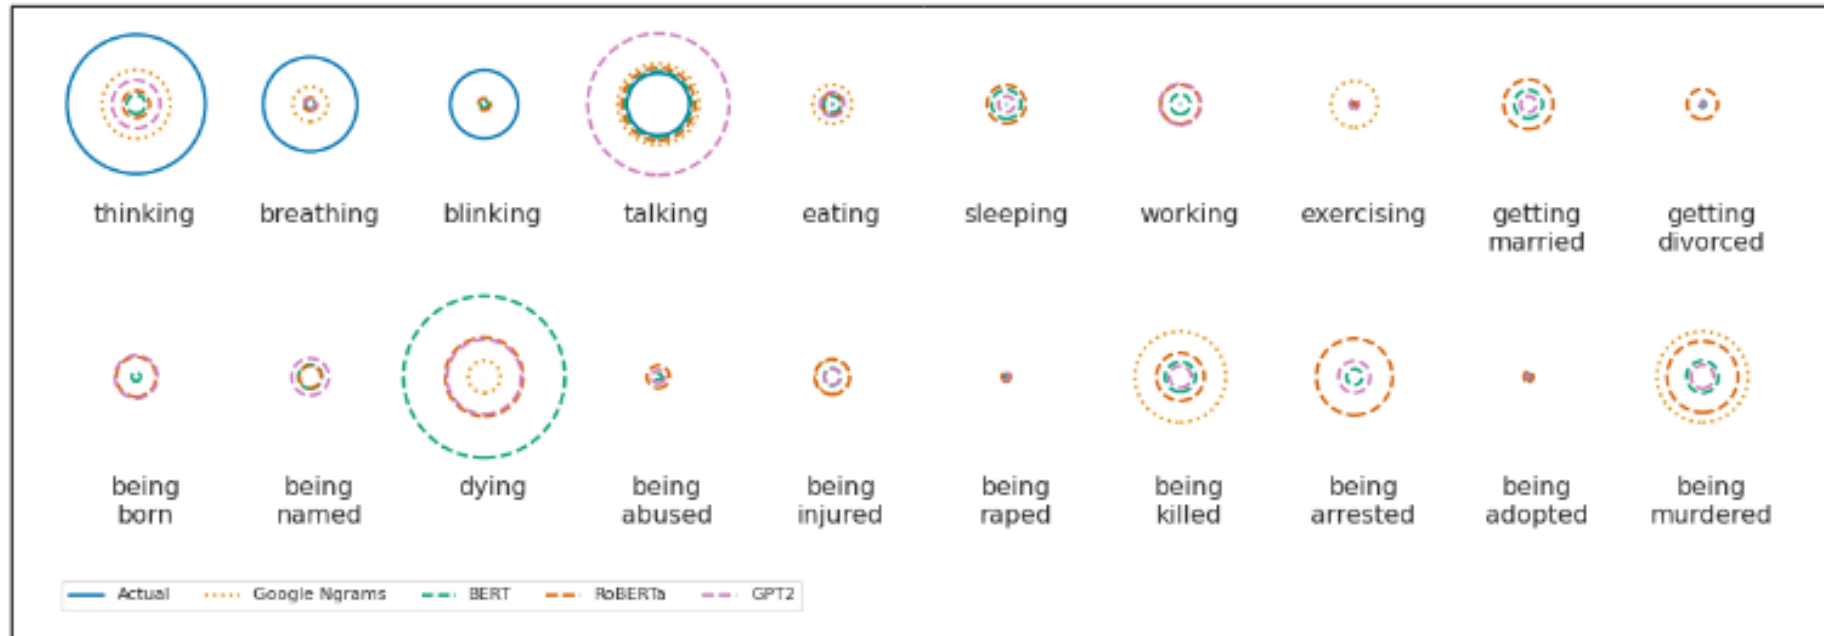 thinking breathing blinking talking eating sleeping working exercising getting married getting divorced
being born being named dying being abused being injured being raped being killed being arrested being adopted being murdered
Actual Google Ngrams BERT RoBERTa GPT2